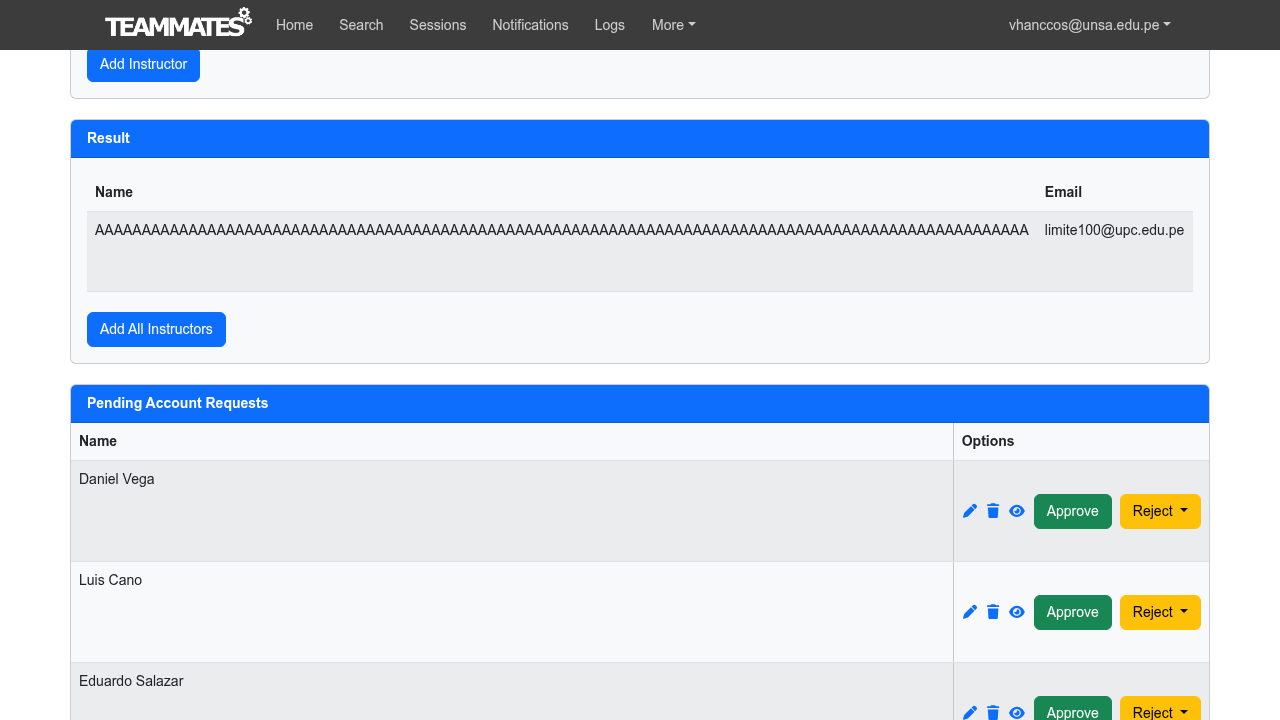 TEAMMATES Home Search Sessions Notifications Logs More vhanccos@unsa.edu.pe
Add Instructor
Result
Name Email
AAAAAAAAAAAAAAAAAAAAAAAAAAAAAAAAAAAAAAAAAAAAAAAAAAAAAAAAAAAAAAAAAAAAAAAAAAAAAAAAAAAAAAAAAAAAAAAAAAAA limite100@upc.edu.pe
Add All Instructors
Pending Account Requests
Name Options
Daniel Vega
Approve Reject
Luis Cano
Approve Reject
Eduardo Salazar
Approve Reject